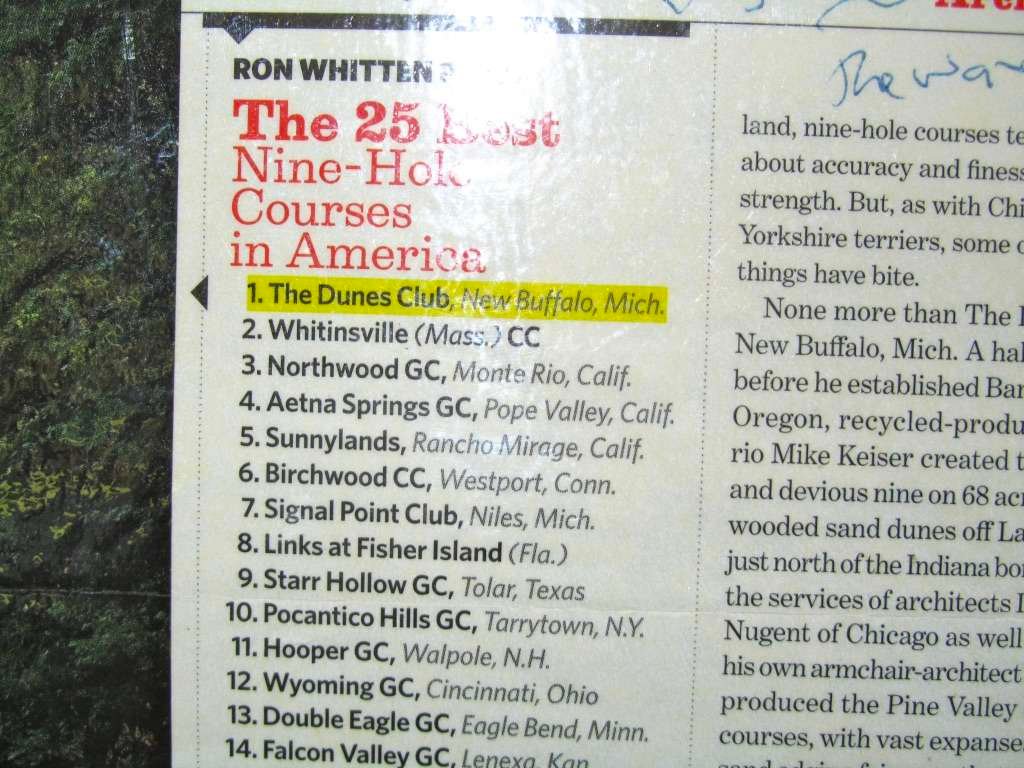 RON WHITTEN
The 25 Best
Nine-Hole
Courses
in America
1. The Dunes Club, New Buffalo, Mich.
2. Whitinsville (Mass.) CC
3. Northwood GC, Monte Rio, Calif.
4. Aetna Springs GC, Pope Valley, Calif.
5. Sunnylands, Rancho Mirage, Calif.
6. Birchwood CC, Westport, Conn.
7. Signal Point Club, Niles, Mich.
8. Links at Fisher Island (Fla.)
9. Starr Hollow GC, Tolar, Texas
10. Pocantico Hills GC, Tarrytown, N.Y.
11. Hooper GC, Walpole, N.H.
12. Wyoming GC, Cincinnati, Ohio
13. Double Eagle GC, Eagle Bend, Minn.
14. Falcon Valley GC, Lenexa, Kan
land, nine-hole courses te
about accuracy and finess
strength. But, as with Chi
Yorkshire terriers, some o
things have bite.
None more than The
New Buffalo, Mich. A hal
before he established Ban
Oregon, recycled-produ
rio Mike Keiser created t
and devious nine on 68 acr
wooded sand dunes off La
just north of the Indiana bor
the services of architects
Nugent of Chicago as well
his own armchair-architect
produced the Pine Valley
courses, with vast expanse